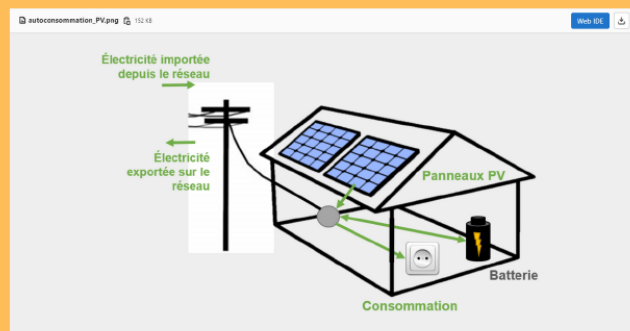 autoconsommation_PV.png 152 KB
Web IDE
Électricité importée
depuis le réseau
Électricité
exportée sur le
réseau
Panneaux PV
Batterie
Consommation